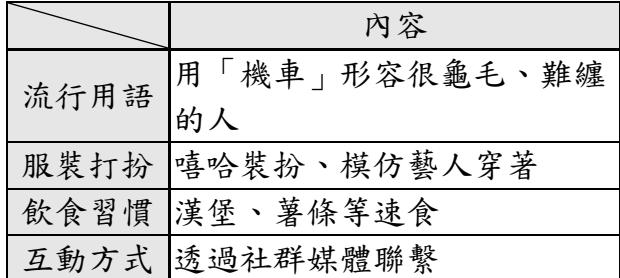 內容
流行用語 用「機車」形容很龜毛、難纏
的人
服裝打扮 嘻哈裝扮、模仿藝人穿著
飲食習慣 漢堡、薯條等速食
互動方式 透過社群媒體聯繫